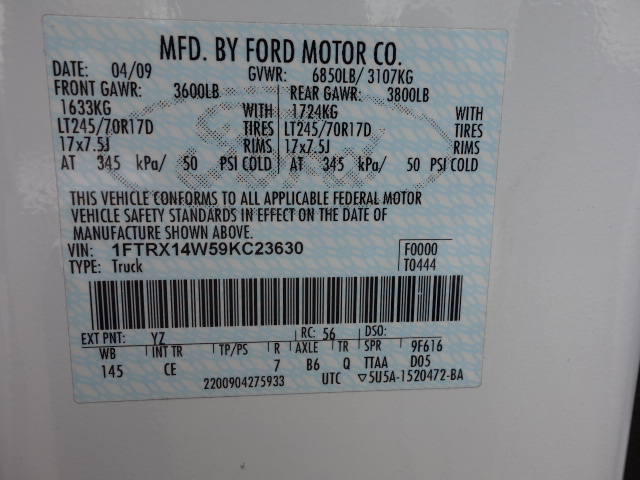 MFD. BY FORD MOTOR CO.
DATE: 04/09 GVWR: 6850LB/ 3107KG
FRONT GAWR: 3600LB REAR GAWR: 3800LB
1633KG WITH 1724KG WITH
LT245/70R17D TIRES LT245/70R17D TIRES
17x7.5J RIMS 17x7.5J RIMS
AT 345 kPa/ 50 PSI COLD AT 345 kPa/ 50 PSI COLD
THIS VEHICLE CONFORMS TO ALL APPLICABLE FEDERAL MOTOR
VEHICLE SAFETY STANDARDS IN EFFECT ON THE DATE OF
MANUFACTURE SHOWN ABOVE.
VIN: 1FTRX14W59KC23630 F0000
TYPE: Truck T0444
EXT PNT: YZ RC: 56 DSO:
WB INT TR TP/PS R AXLE TR SPR 9F616
145 CE 7 B6 Q TTAA D05
2200904275933 UTC ▽5U5A-1520472-BA